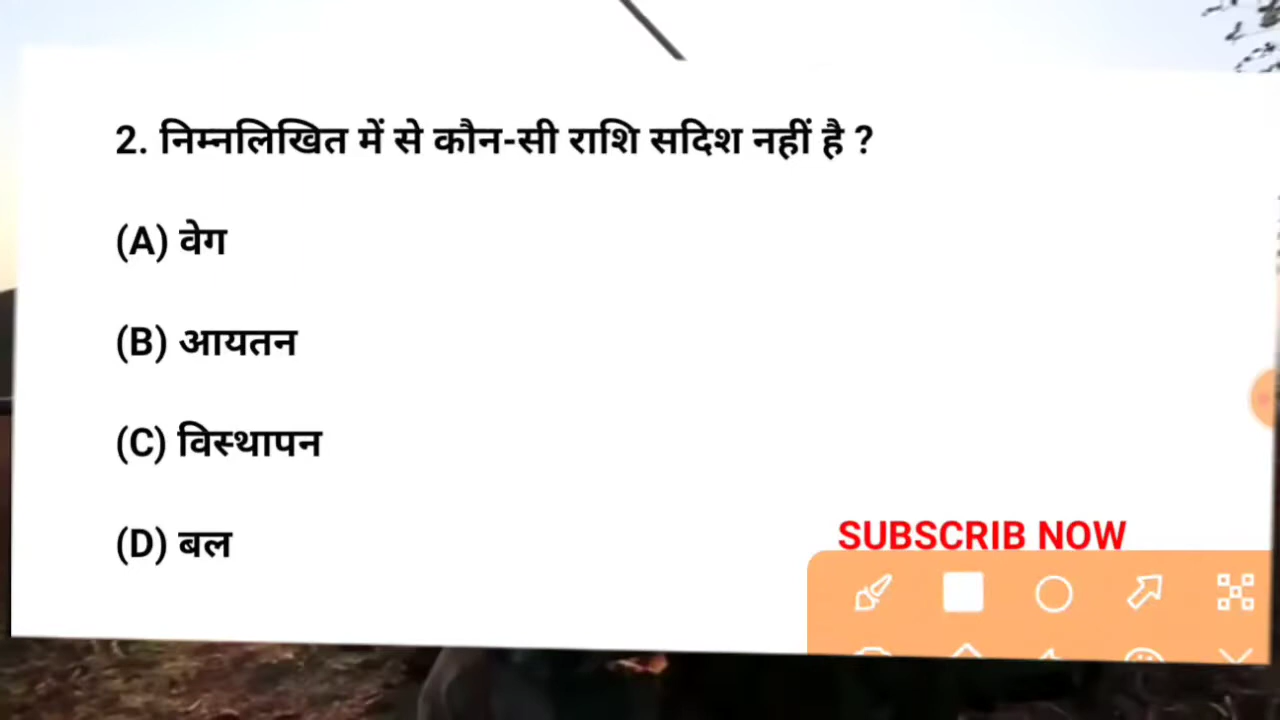 2. निम्नलिखित में से कौन-सी राशि सदिश नहीं है ?
(A) वेग
(B) आयतन
(C) विस्थापन
(D) बल
SUBSCRIB NOW